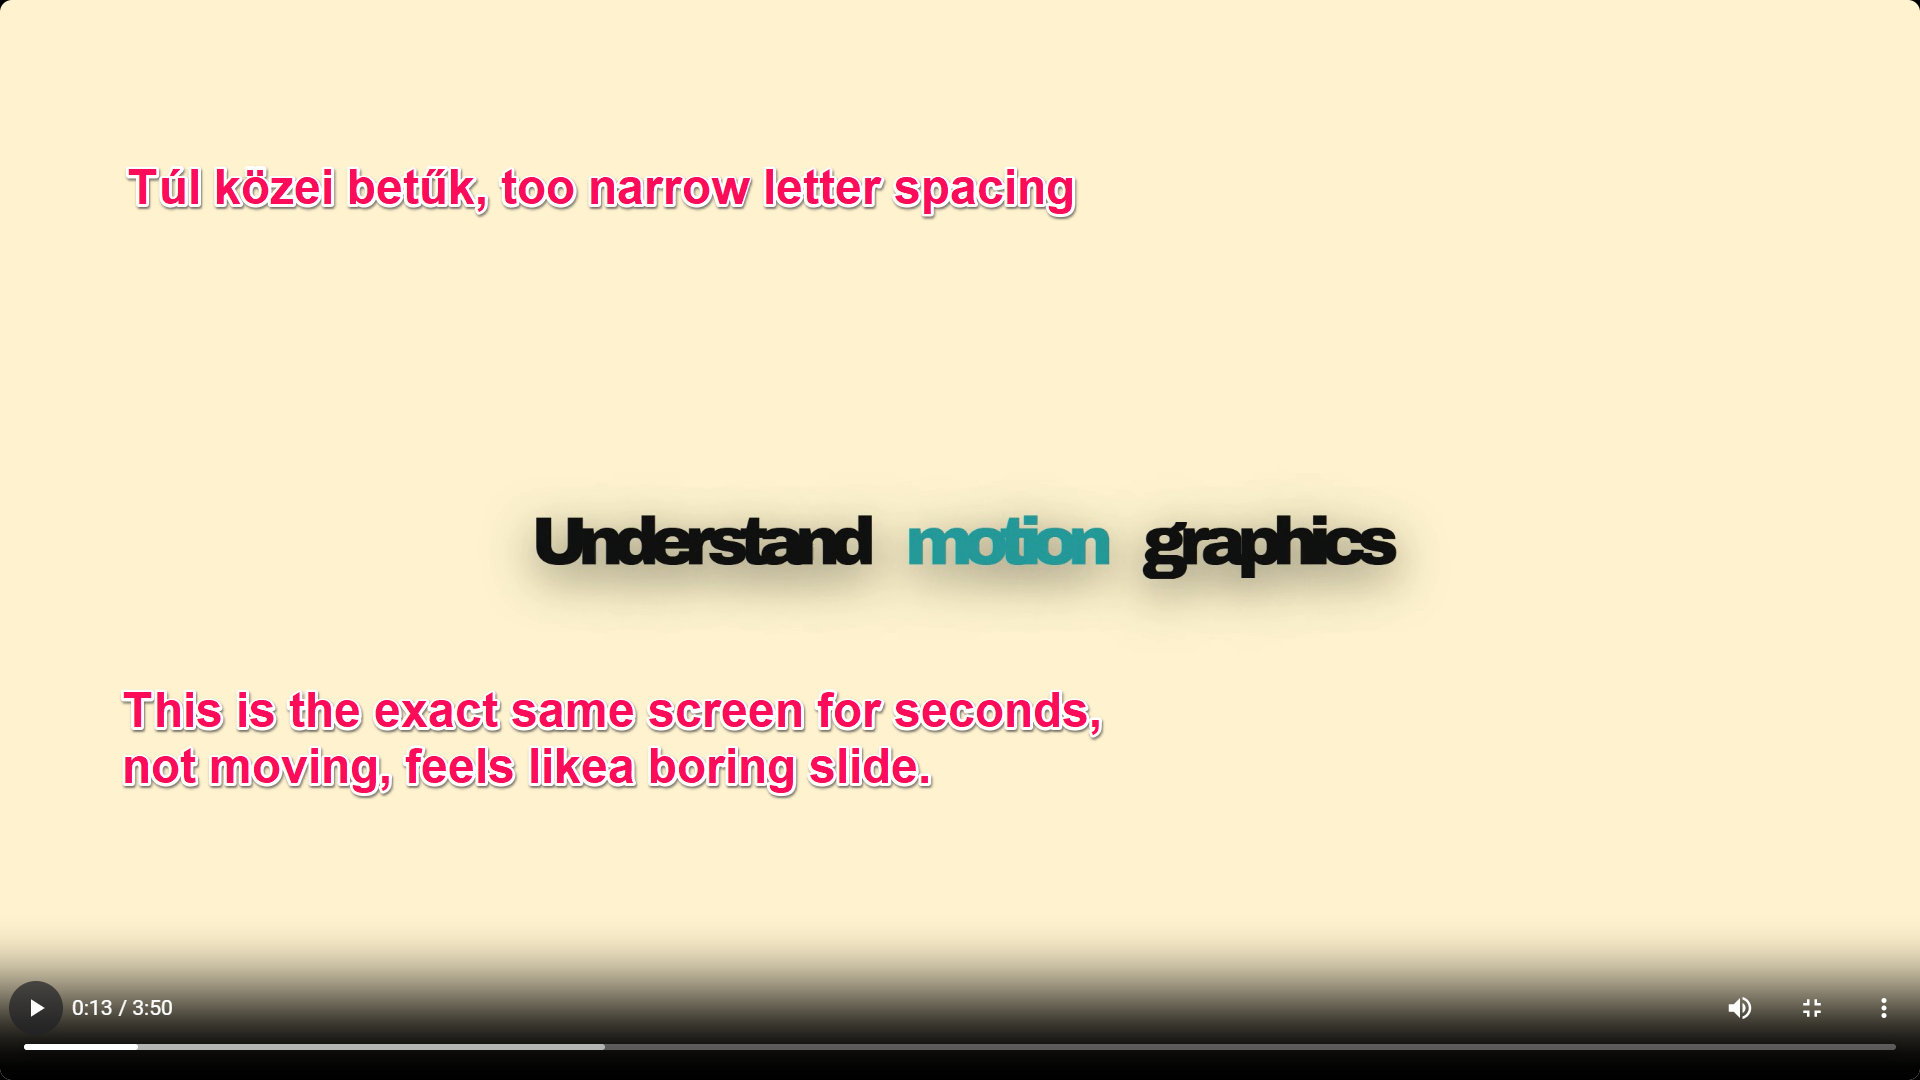 Túl közei betűk, too narrow letter spacing
Understand motion graphics
This is the exact same screen for seconds,
not moving, feels likea boring slide.
0:13 / 3:50